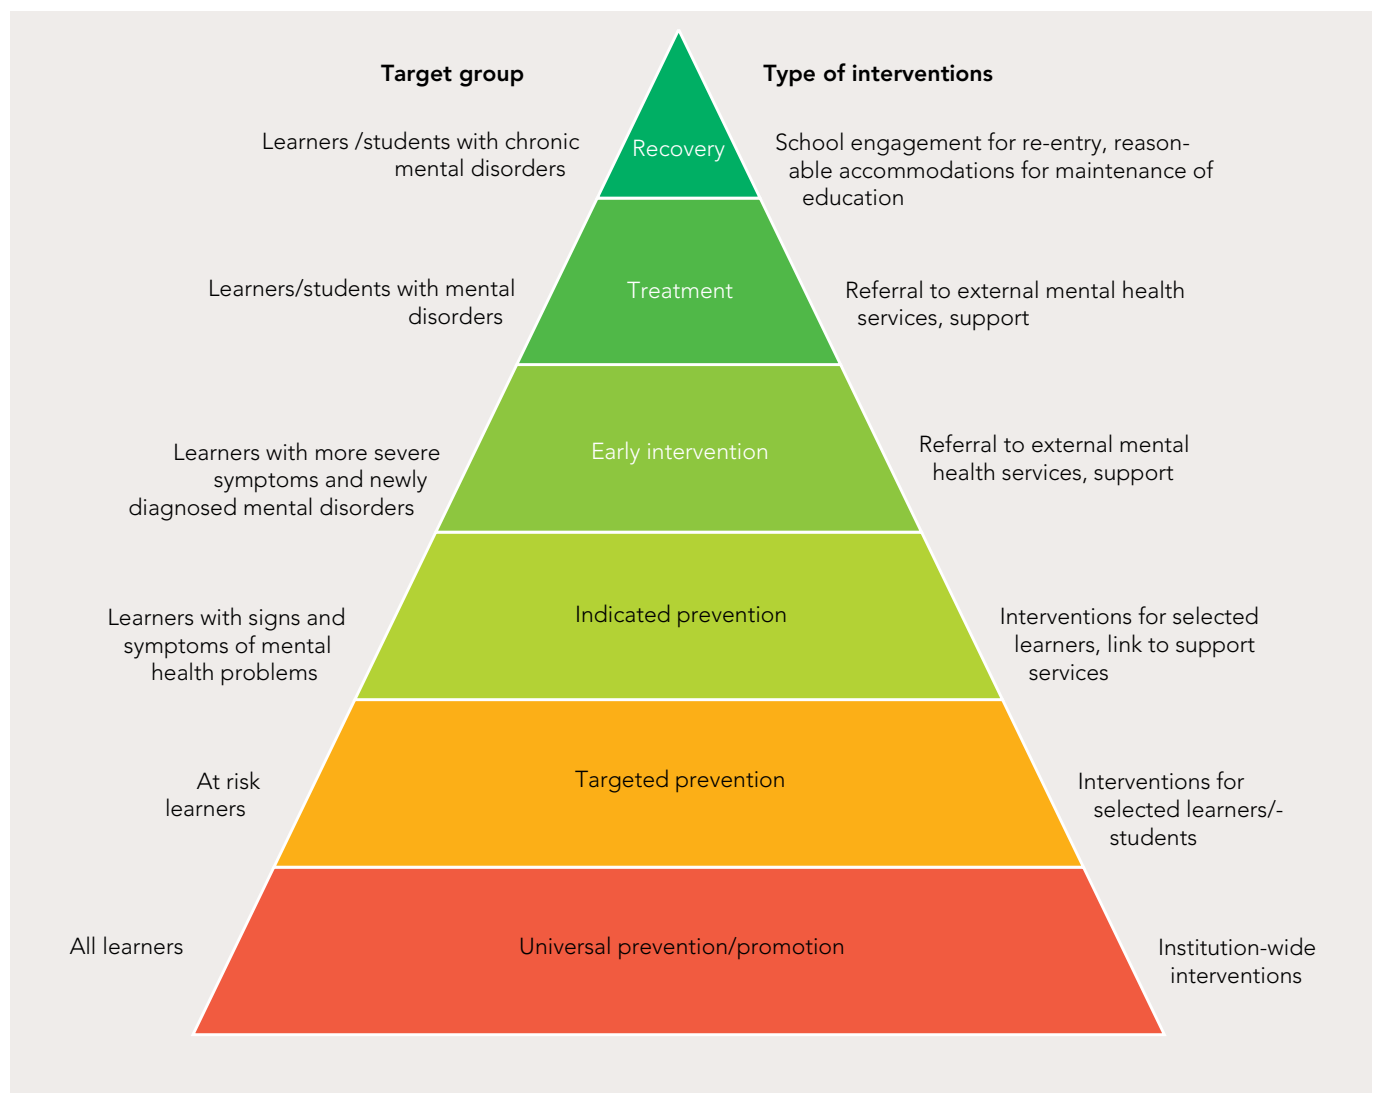 Target group
Type of interventions
Learners /students with chronic
mental disorders
Recovery
School engagement for re-entry, reason-
able accommodations for maintenance of
education
Learners/students with mental
disorders
Treatment
Referral to external mental health
services, support
Learners with more severe
symptoms and newly
diagnosed mental disorders
Early intervention
Referral to external mental
health services, support
Learners with signs and
symptoms of mental
health problems
Indicated prevention
Interventions for selected
learners, link to support
services
At risk
learners
Targeted prevention
Interventions for
selected learners/-
students
All learners
Universal prevention/promotion
Institution-wide
interventions